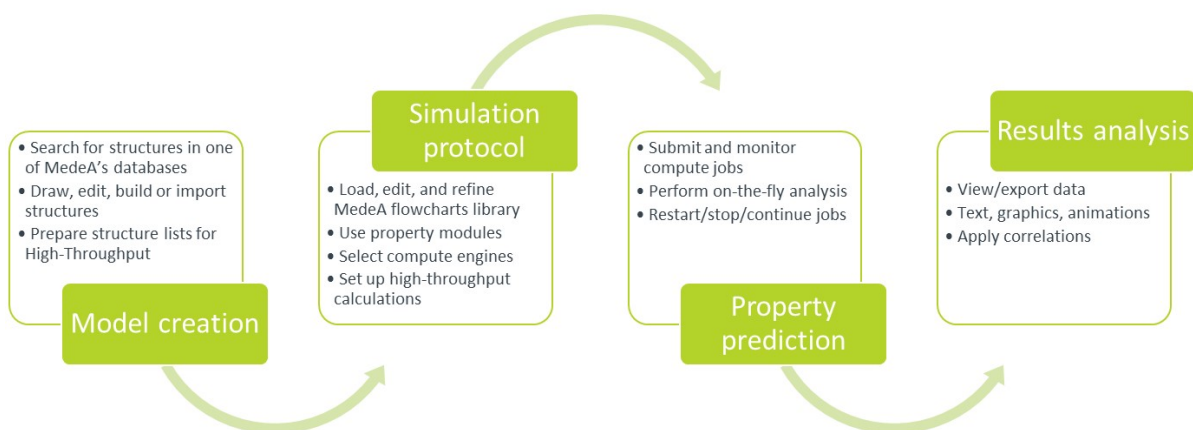 • Search for structures in one
of MedeA's databases
• Draw, edit, build or import
structures
• Prepare structure lists for
High-Throughput
Model creation
Simulation
protocol
• Load, edit, and refine
MedeA flowcharts library
• Use property modules
• Select compute engines
• Set up high-throughput
calculations
• Submit and monitor
compute jobs
• Perform on-the-fly analysis
• Restart/stop/continue jobs
Property
prediction
Results analysis
• View/export data
• Text, graphics, animations
• Apply correlations